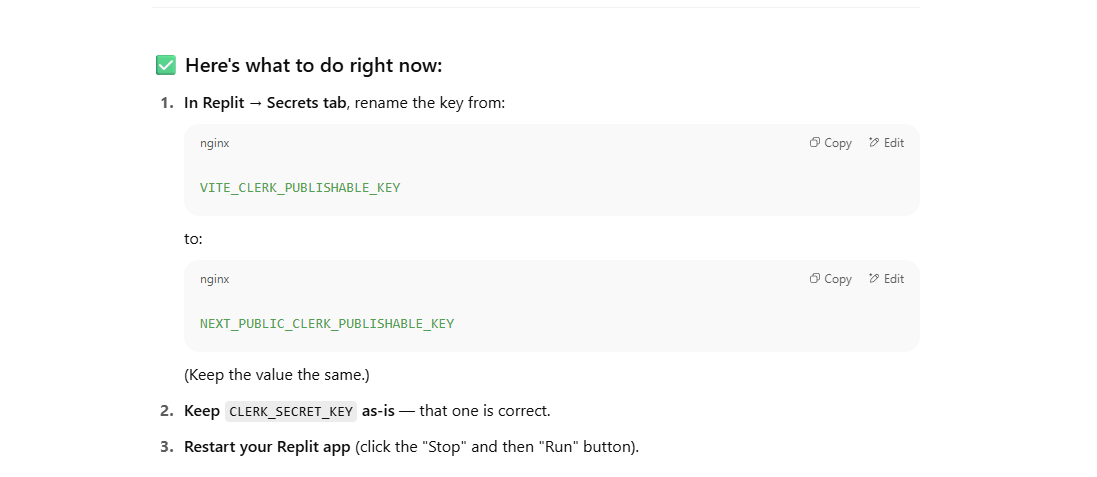 ✅ Here's what to do right now:
1. In Replit → Secrets tab, rename the key from:
nginx Copy Edit
VITE_CLERK_PUBLISHABLE_KEY
to:
nginx Copy Edit
NEXT_PUBLIC_CLERK_PUBLISHABLE_KEY
(Keep the value the same.)
2. Keep CLERK_SECRET_KEY as-is — that one is correct.
3. Restart your Replit app (click the "Stop" and then "Run" button).